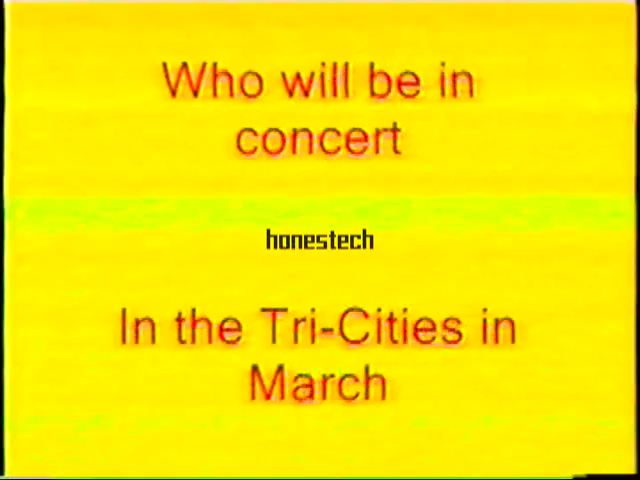 Who will be in
concert
honestech
In the Tri-Cities in
March